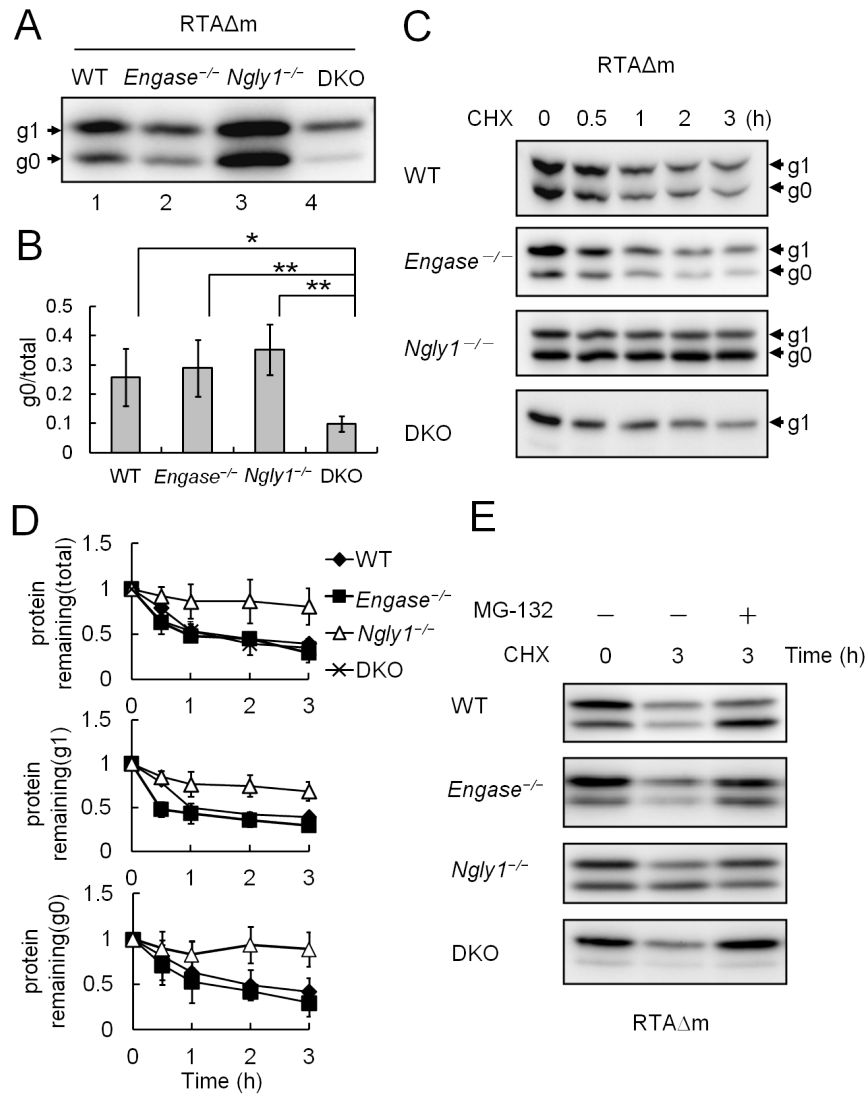 A
RTAΔm
WT Engase⁻/⁻ Ngly1⁻/⁻ DKO
g1
g0
1 2 3 4
B
* 
**
**
g0/total
0.5
0.4
0.3
0.2
0.1
0
WT Engase⁻/⁻ Ngly1⁻/⁻ DKO
C
RTAΔm
CHX 0 0.5 1 2 3 (h)
WT
g1
g0
Engase⁻/⁻
g1
g0
Ngly1⁻/⁻
g1
g0
DKO
g1
D
protein
remaining(total)
1.5
1
0.5
0
0 1 2 3
WT
Engase⁻/⁻
Ngly1⁻/⁻
DKO
protein
remaining(g1)
1.5
1
0.5
0
0 1 2 3
protein
remaining(g0)
1.5
1
0.5
0
0 1 2 3
Time (h)
E
MG-132 − − +
CHX 0 3 3 Time (h)
WT
Engase⁻/⁻
Ngly1⁻/⁻
DKO
RTAΔm